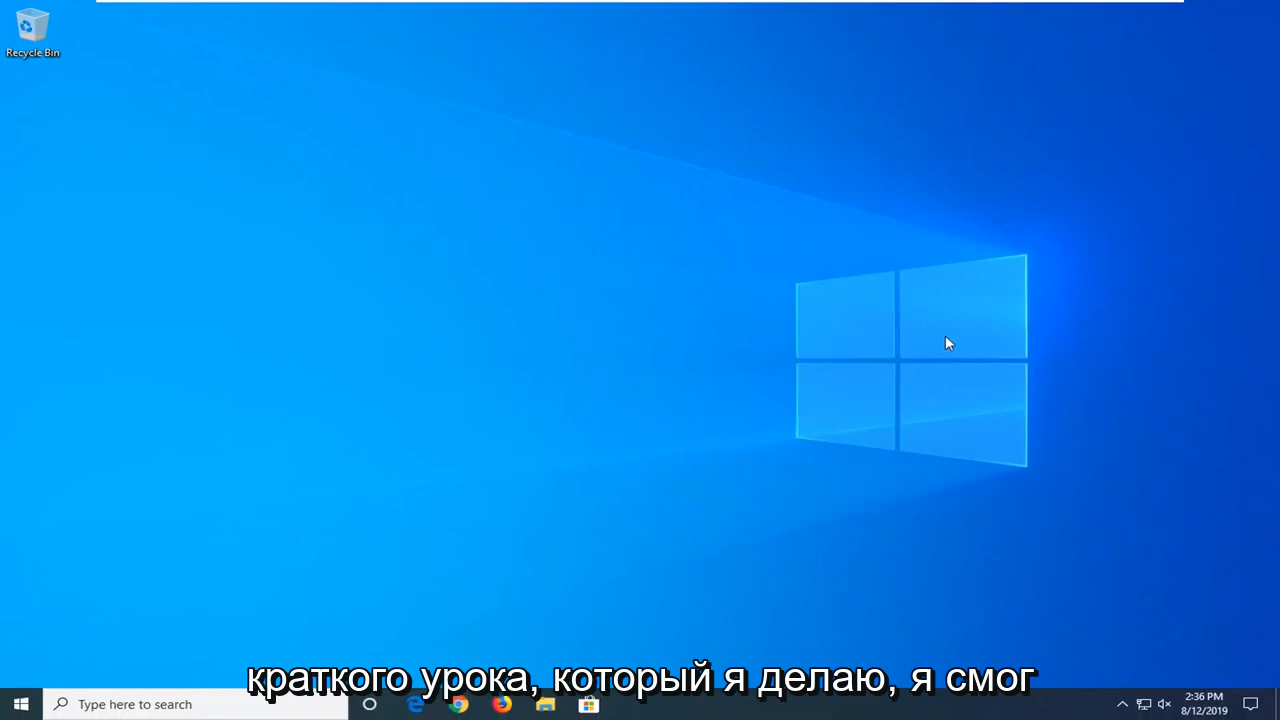 Recycle Bin
краткого урока, который я делаю, я смог
Type here to search
2:36 PM
8/12/2019